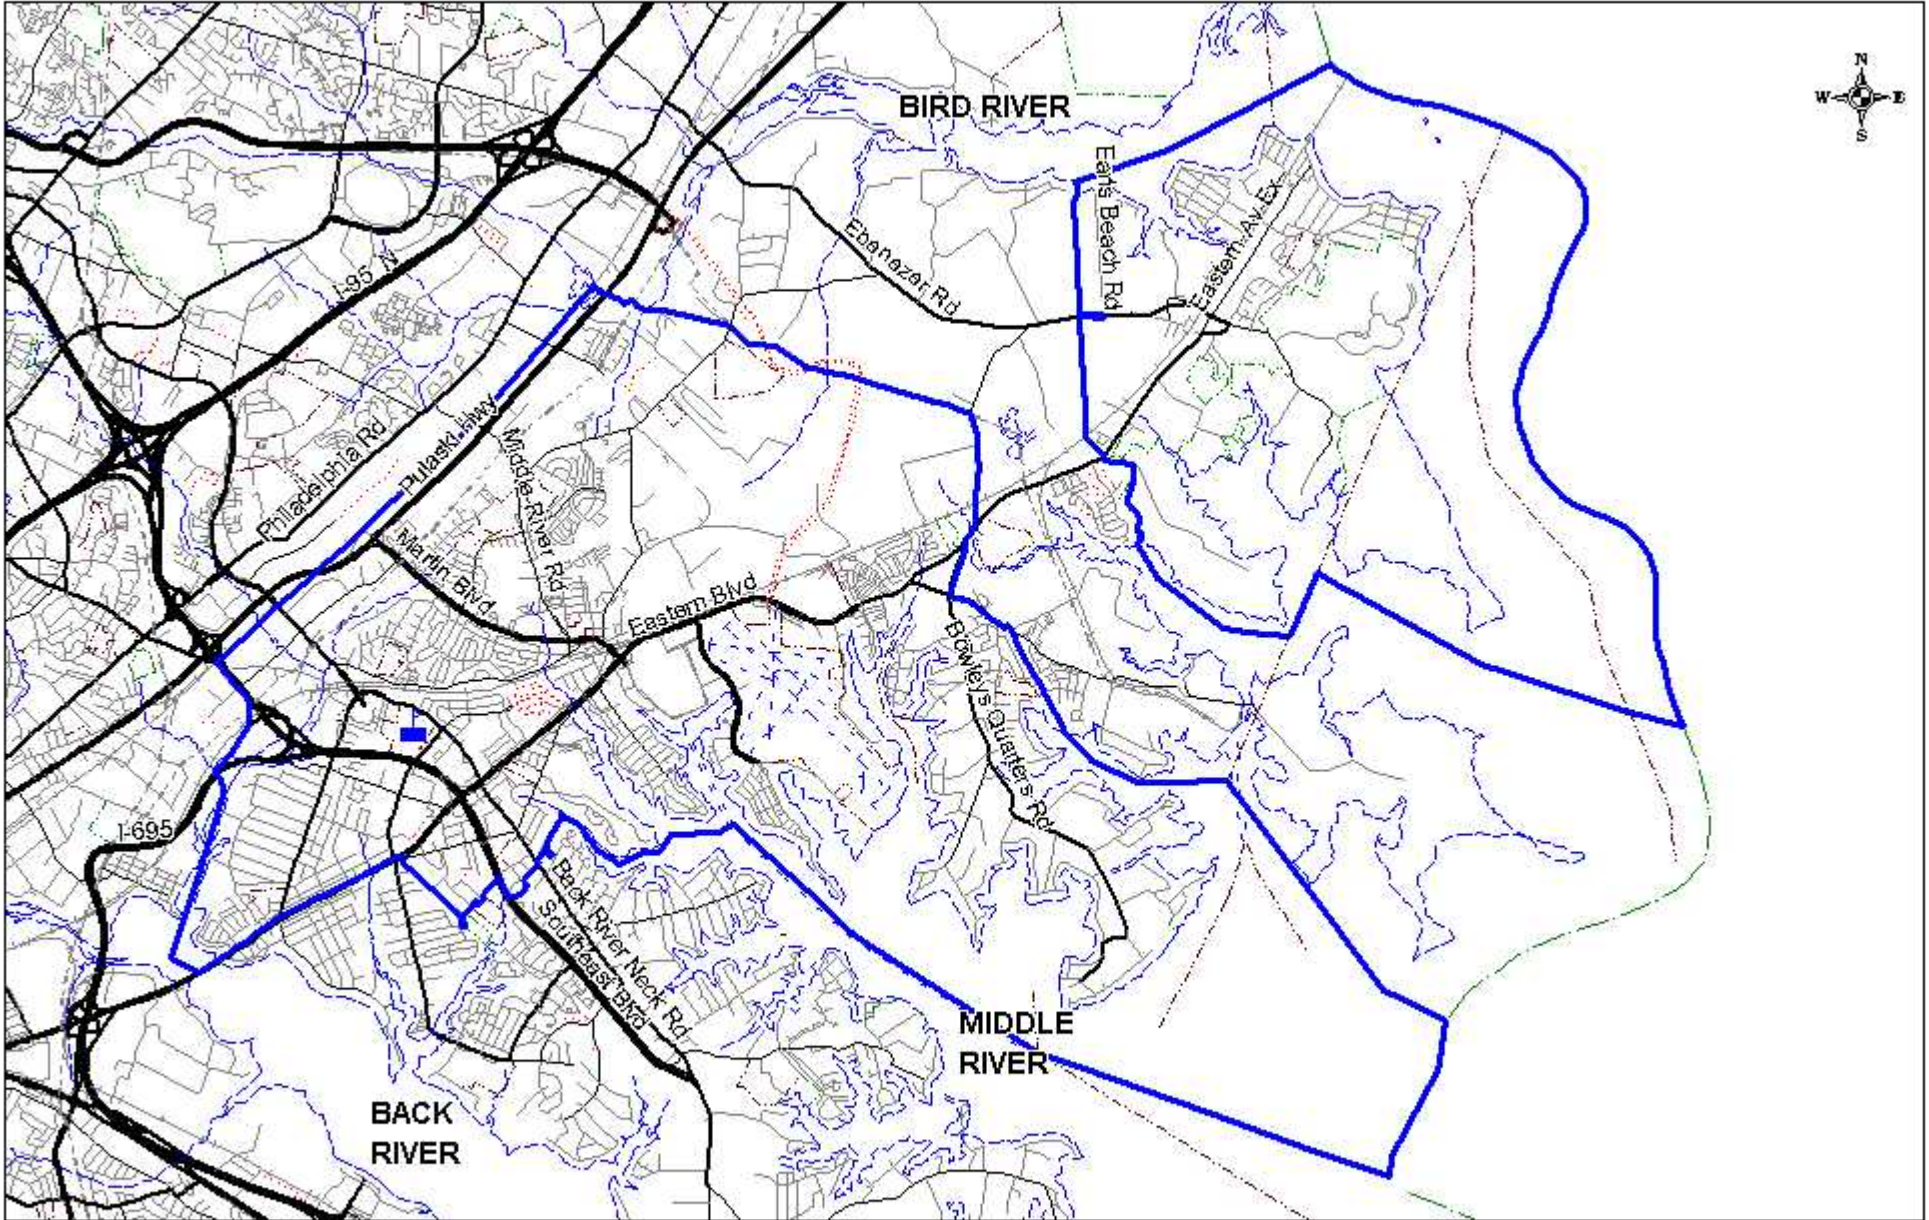 N
W E
S
BIRD RIVER
Earls Beach Rd
Eastern Av Ex
Ebenezer Rd
I-95 N
Pulaski Hwy
Philadelphia Rd
Middle River Rd
Martin Blvd
Eastern Blvd
Bowleys Quarters Rd
I-695
Back River Neck Rd
Southeast Blvd
MIDDLE
RIVER
BACK
RIVER